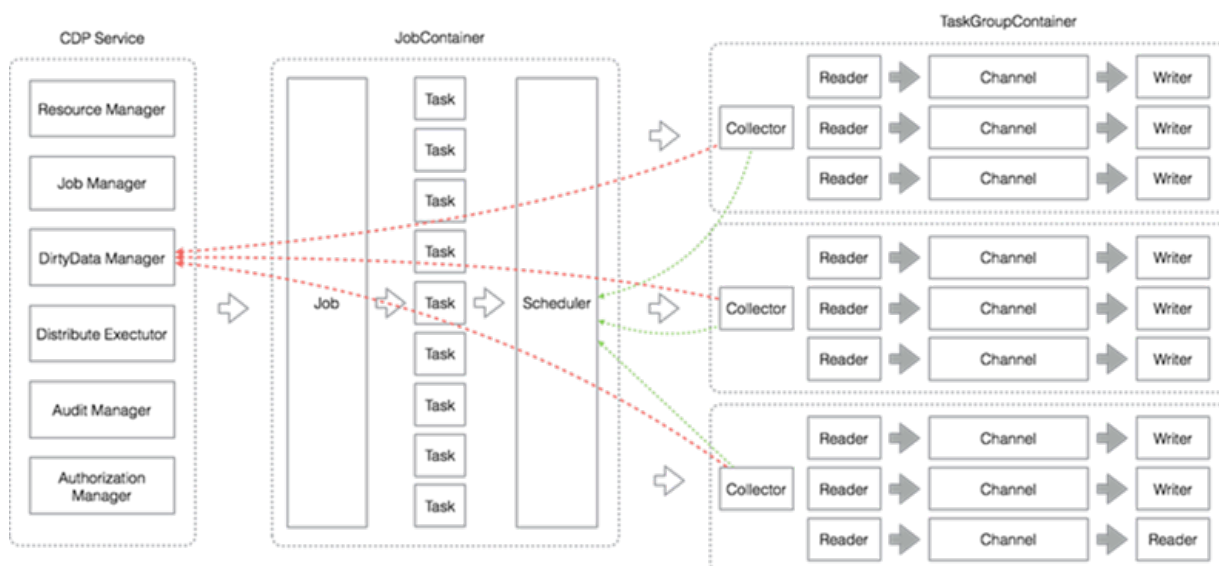 CDP Service
Resource Manager
Job Manager
DirtyData Manager
Distribute Exectutor
Audit Manager
Authorization
Manager
JobContainer
Job
Task
Task
Task
Task
Task
Task
Task
Task
Task
Scheduler
TaskGroupContainer
Collector
Reader
Channel
Writer
Reader
Channel
Writer
Reader
Channel
Writer
Collector
Reader
Channel
Writer
Reader
Channel
Writer
Reader
Channel
Writer
Collector
Reader
Channel
Writer
Reader
Channel
Writer
Reader
Channel
Reader